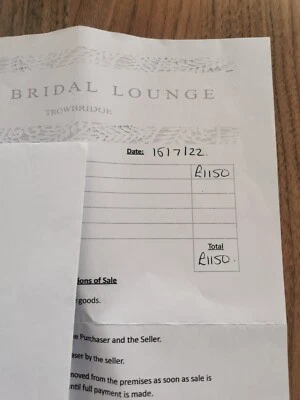 BRIDAL LOUNGE
TROWBRIDGE
Date: 15/7/22
£1150
Total
£1150.
ions of Sale
goods.
Purchaser and the Seller.
aser by the seller.
moved from the premises as soon as sale is
ntil full payment is made.